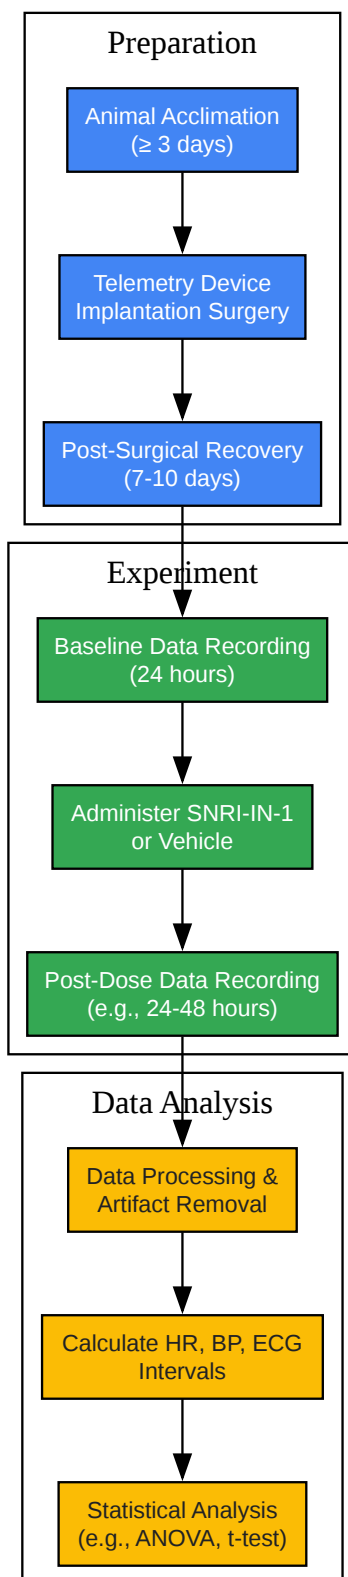 Preparation
Animal Acclimation
(≥ 3 days)
Telemetry Device
Implantation Surgery
Post-Surgical Recovery
(7-10 days)
Experiment
Baseline Data Recording
(24 hours)
Administer SNRI-IN-1
or Vehicle
Post-Dose Data Recording
(e.g., 24-48 hours)
Data Analysis
Data Processing &
Artifact Removal
Calculate HR, BP, ECG
Intervals
Statistical Analysis
(e.g., ANOVA, t-test)